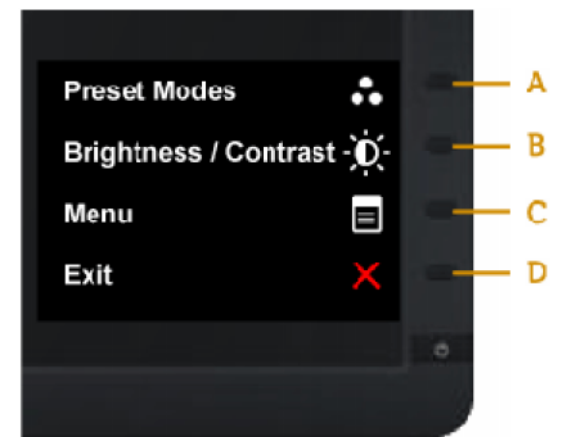 Preset Modes
A
Brightness / Contrast
B
Menu
C
Exit
D